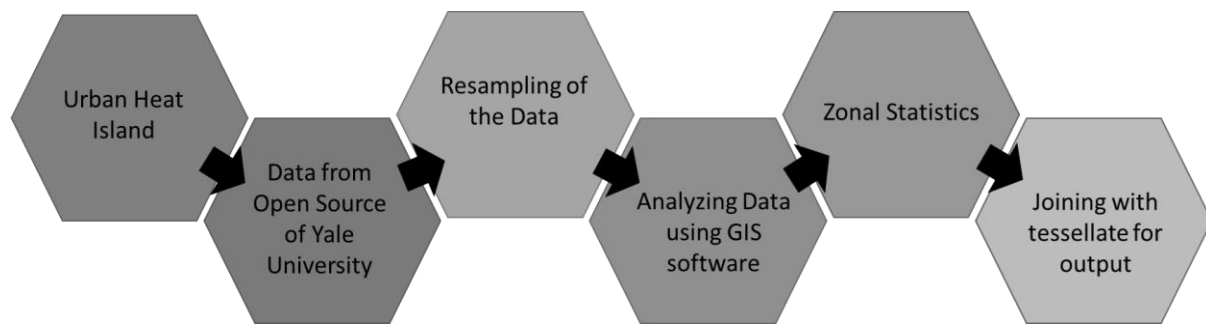 Urban Heat
Island
Data from
Open Source
of Yale
University
Resampling of
the Data
Analyzing Data
using GIS
software
Zonal Statistics
Joining with
tessellate for
output